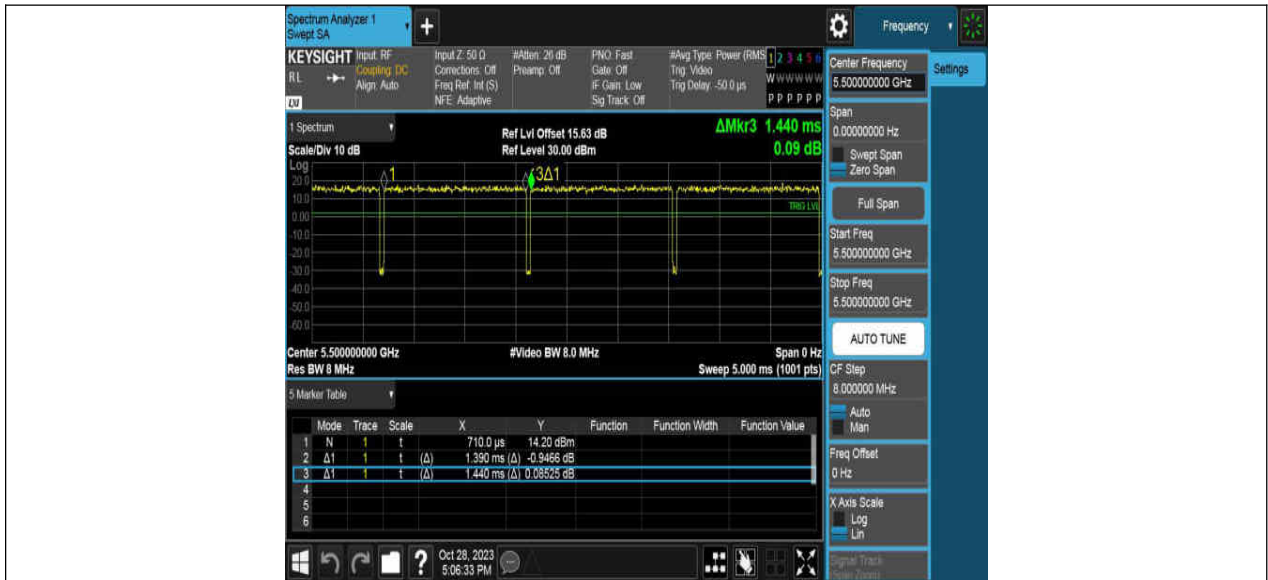 Spectrum Analyzer 1
Swept SA
+
Frequency
KEYSIGHT
RL
LXI
Input: RF
Coupling: DC
Align: Auto
Input Z: 50 Ω
Corrections: Off
Freq Ref: Int (S)
NFE: Adaptive
#Atten: 26 dB
Preamp: Off
PNO: Fast
Gate: Off
IF Gain: Low
Sig Track: Off
#Avg Type: Power (RMS
Trig: Video
Trig Delay: -50.0 µs
1 2 3 4 5 6
W W W W W W
P P P P P P
Center Frequency
5.500000000 GHz
Settings
1 Spectrum
Scale/Div 10 dB
Ref Lvl Offset 15.63 dB
Ref Level 30.00 dBm
ΔMkr3 1.440 ms
0.09 dB
Log
20.0
10.0
0.00
-10.0
-20.0
-30.0
-40.0
-50.0
-60.0
1
3Δ1
TRIG LVL
Center 5.500000000 GHz
Res BW 8 MHz
#Video BW 8.0 MHz
Span 0 Hz
Sweep 5.000 ms (1001 pts)
Span
0.00000000 Hz
Swept Span
Zero Span
Full Span
Start Freq
5.500000000 GHz
Stop Freq
5.500000000 GHz
AUTO TUNE
CF Step
8.000000 MHz
Auto
Man
Freq Offset
0 Hz
X Axis Scale
Log
Lin
Signal Track
(Span Zoom)
5 Marker Table
Mode Trace Scale X Y Function Function Width Function Value
1 N 1 t 710.0 µs 14.20 dBm
2 Δ1 1 t (Δ) 1.390 ms (Δ) -0.9466 dB
3 Δ1 1 t (Δ) 1.440 ms (Δ) 0.08525 dB
4
5
6
?
Oct 28, 2023
5:06:33 PM